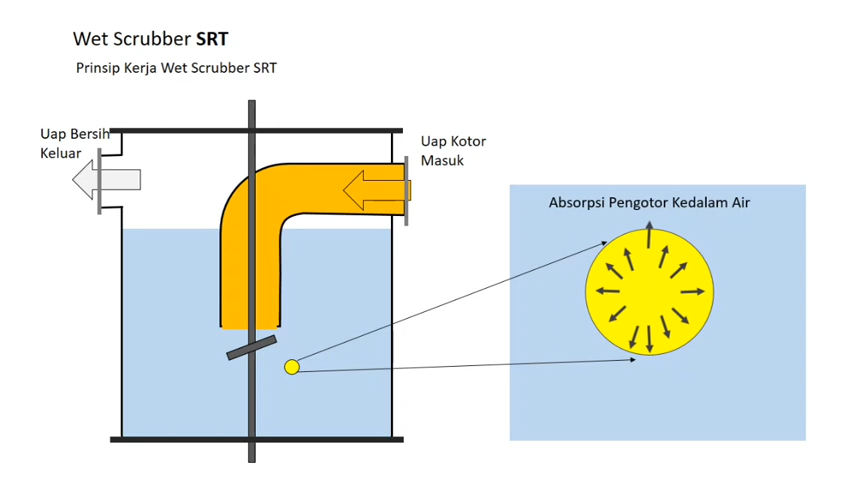 Wet Scrubber SRT
Prinsip Kerja Wet Scrubber SRT
Uap Bersih
Keluar
Uap Kotor
Masuk
Absorpsi Pengotor Kedalam Air